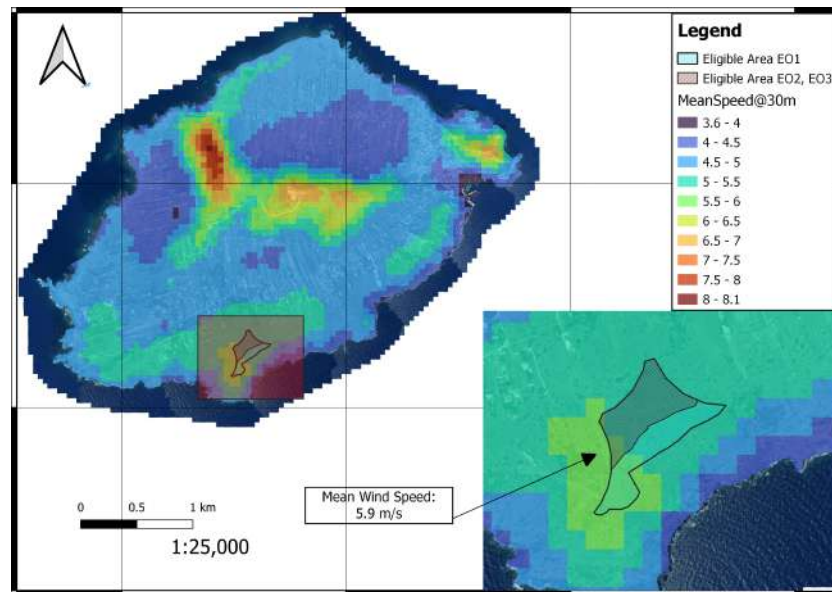 Legend
Eligible Area EO1
Eligible Area EO2, EO3
MeanSpeed@30m
3.6 - 4
4 - 4.5
4.5 - 5
5 - 5.5
5.5 - 6
6 - 6.5
6.5 - 7
7 - 7.5
7.5 - 8
8 - 8.1
Mean Wind Speed:
5.9 m/s
0 0.5 1 km
1:25,000